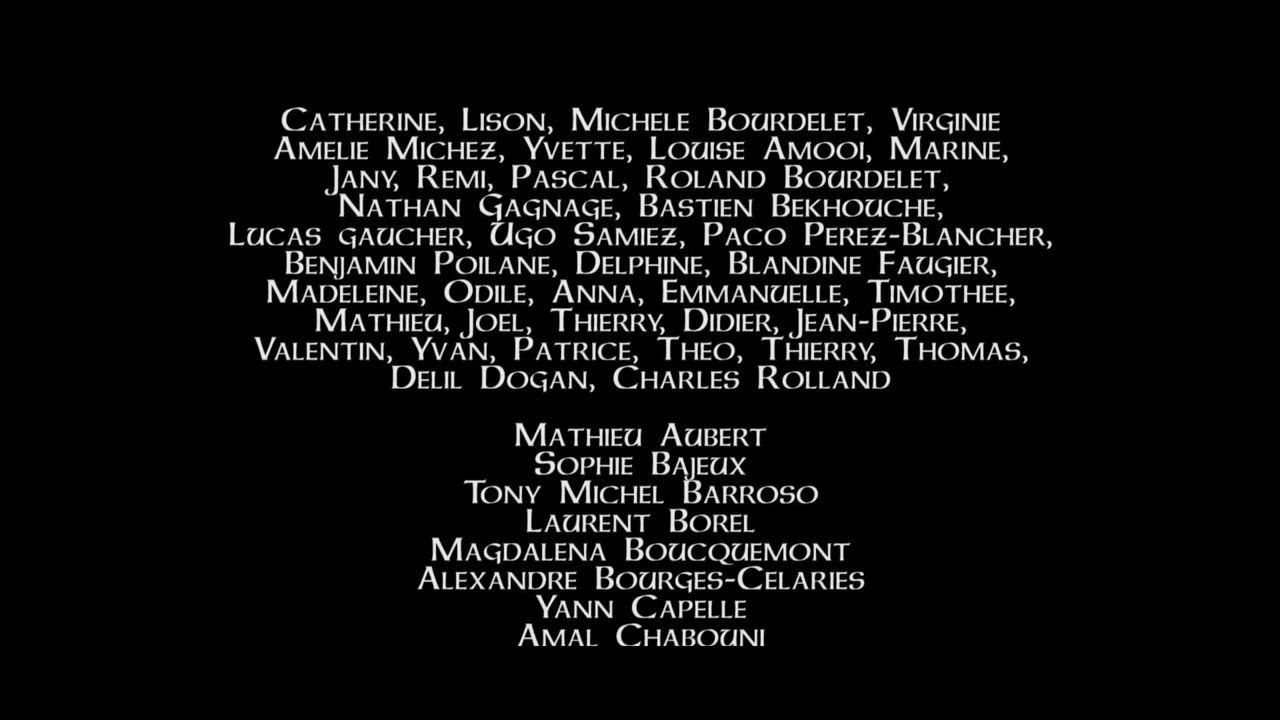 Catherine, Lison, Michele Bourdelet, Virginie
Amelie Michez, Yvette, Louise Amooi, Marine,
Jany, Remi, Pascal, Roland Bourdelet,
Nathan Gagnage, Bastien Bekhouche,
Lucas gaucher, Ugo Samiez, Paco Perez-Blancher,
Benjamin Poilane, Delphine, Blandine Faugier,
Madeleine, Odile, Anna, Emmanuelle, Timothee,
Mathieu, Joel, Thierry, Didier, Jean-Pierre,
Valentin, Yvan, Patrice, Theo, Thierry, Thomas,
Delil Dogan, Charles Rolland
Mathieu Aubert
Sophie Bajeux
Tony Michel Barroso
Laurent Borel
Magdalena Boucquemont
Alexandre Bourges-Celaries
Yann Capelle
Amal Chabouni